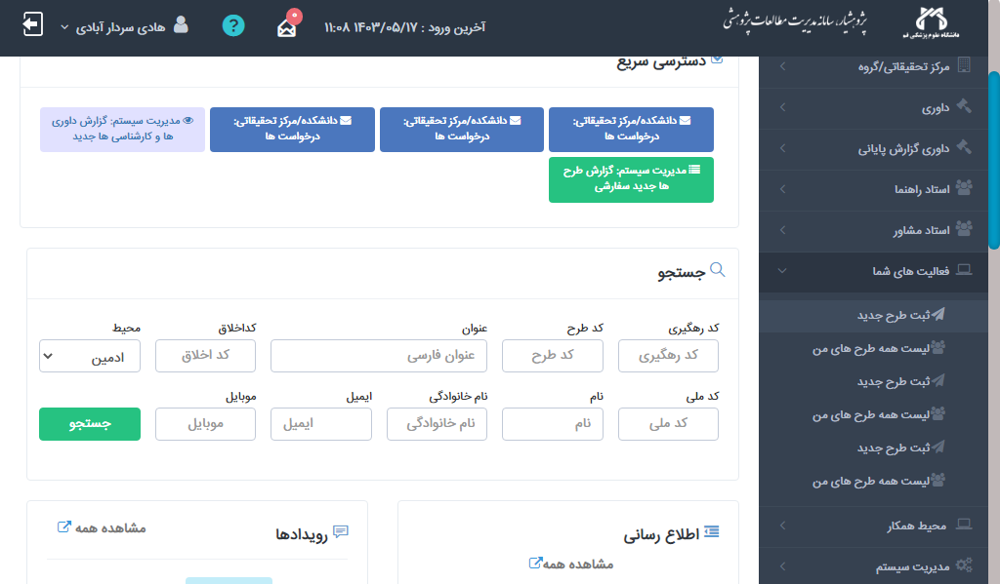 دانشگاه علوم پزشکی قم
پژوهشیار، سامانه مدیریت مطالعات پژوهشی
آخرین ورود : ۱۴۰۳/۰۵/۱۷ ۱۱:۰۸
۰
?
هادی سردار آبادی
مرکز تحقیقاتی/گروه
داوری
داوری گزارش پایانی
استاد راهنما
استاد مشاور
فعالیت های شما
ثبت طرح جدید
لیست همه طرح های من
ثبت طرح جدید
لیست همه طرح های من
ثبت طرح جدید
لیست همه طرح های من
محیط همکار
مدیریت سیستم
دسترسی سریع
دانشکده/مرکز تحقیقاتی:
درخواست ها
دانشکده/مرکز تحقیقاتی:
درخواست ها
دانشکده/مرکز تحقیقاتی:
درخواست ها
مدیریت سیستم: گزارش داوری
ها و کارشناسی ها جدید
مدیریت سیستم: گزارش طرح
ها جدید سفارشی
جستجو
کد رهگیری
کد طرح
عنوان
کداخلاق
محیط
کد رهگیری
کد طرح
عنوان فارسی
کد اخلاق
ادمین
کد ملی
نام
نام خانوادگی
ایمیل
موبایل
کد ملی
نام
نام خانوادگی
ایمیل
موبایل
جستجو
اطلاع رسانی
مشاهده همه
رویدادها
مشاهده همه